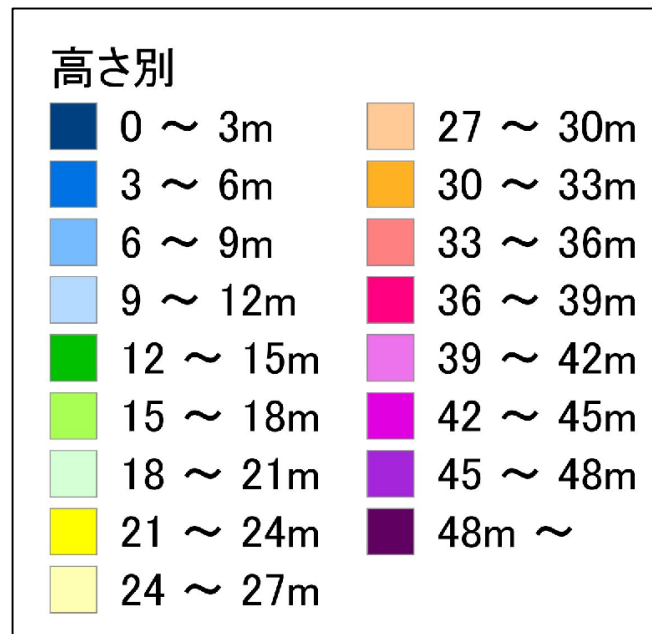 高さ別
0 ～ 3m
3 ～ 6m
6 ～ 9m
9 ～ 12m
12 ～ 15m
15 ～ 18m
18 ～ 21m
21 ～ 24m
24 ～ 27m
27 ～ 30m
30 ～ 33m
33 ～ 36m
36 ～ 39m
39 ～ 42m
42 ～ 45m
45 ～ 48m
48m ～